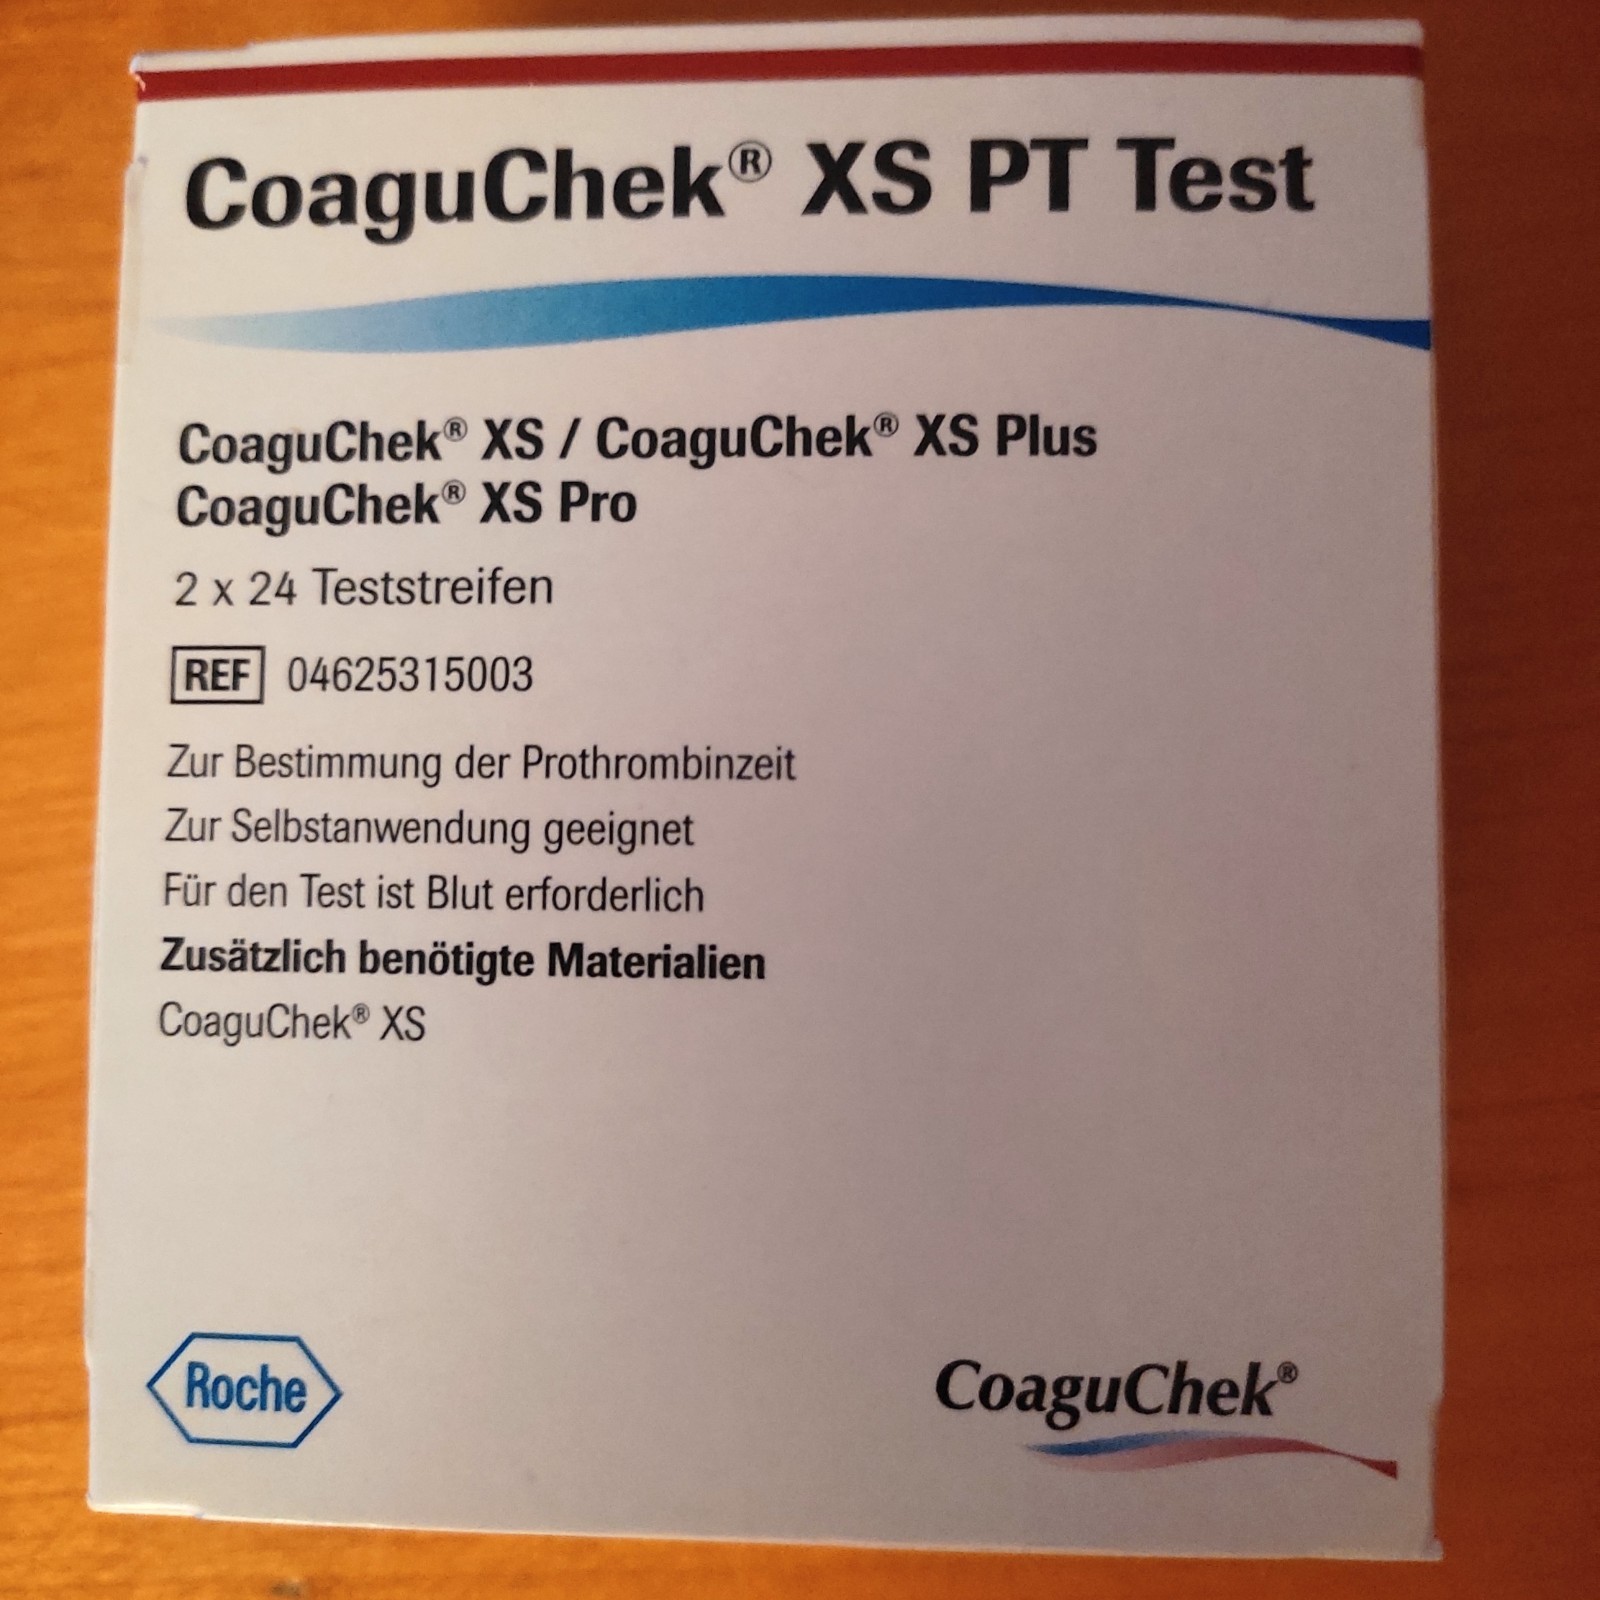 CoaguChek® XS PT Test
CoaguChek® XS / CoaguChek® XS Plus
CoaguChek® XS Pro
2 x 24 Teststreifen
REF 04625315003
Zur Bestimmung der Prothrombinzeit
Zur Selbstanwendung geeignet
Für den Test ist Blut erforderlich
Zusätzlich benötigte Materialien
CoaguChek® XS
Roche
CoaguChek®